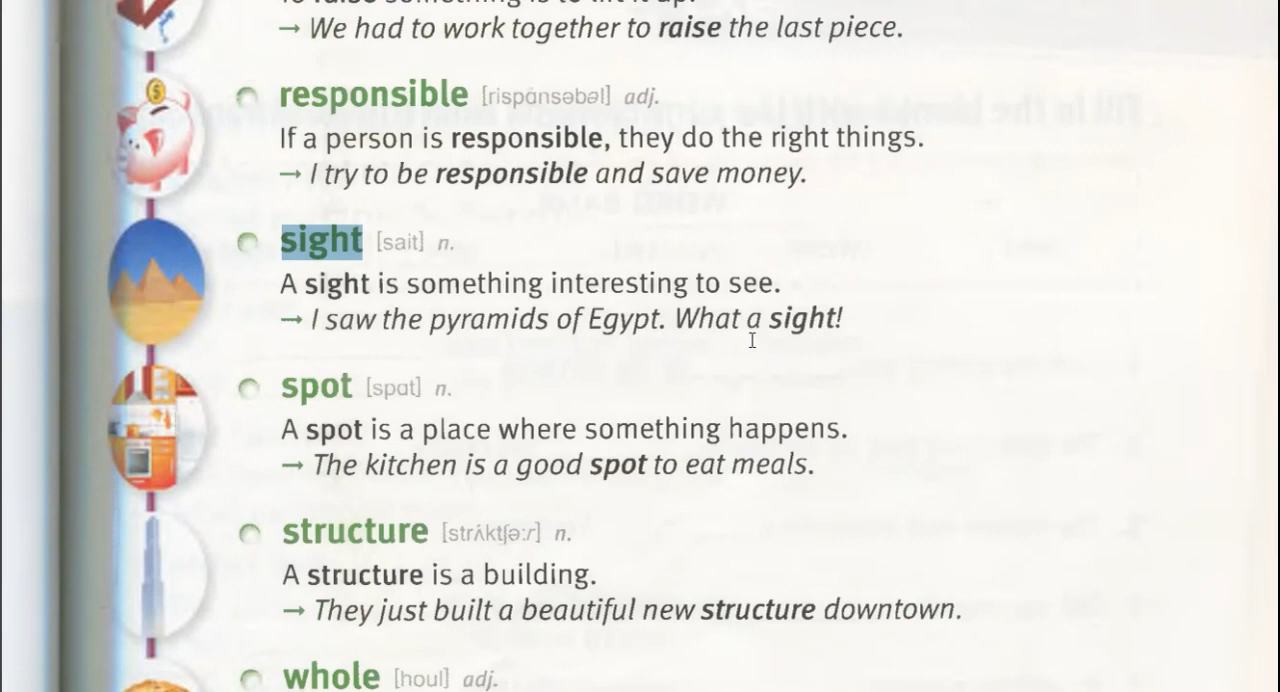 → We had to work together to raise the last piece.
responsible [rispánsəbəl] adj.
If a person is responsible, they do the right things.
→ I try to be responsible and save money.
sight [sait] n.
A sight is something interesting to see.
→ I saw the pyramids of Egypt. What a sight!
spot [spɑt] n.
A spot is a place where something happens.
→ The kitchen is a good spot to eat meals.
structure [strʌ́ktʃə:r] n.
A structure is a building.
→ They just built a beautiful new structure downtown.
whole [houl] adj.